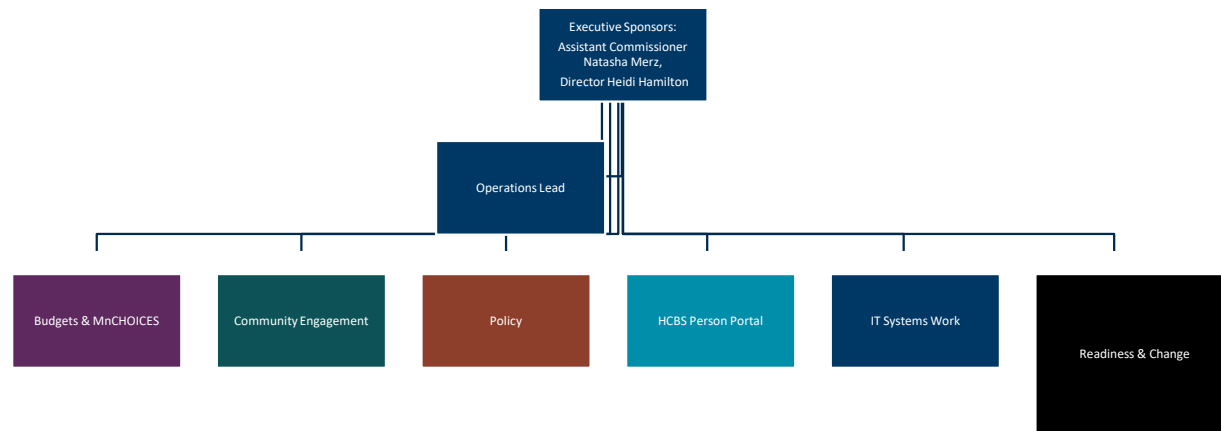 Executive Sponsors:
Assistant Commissioner
Natasha Merz,
Director Heidi Hamilton
Operations Lead
Budgets & MnCHOICES
Community Engagement
Policy
HCBS Person Portal
IT Systems Work
Readiness & Change